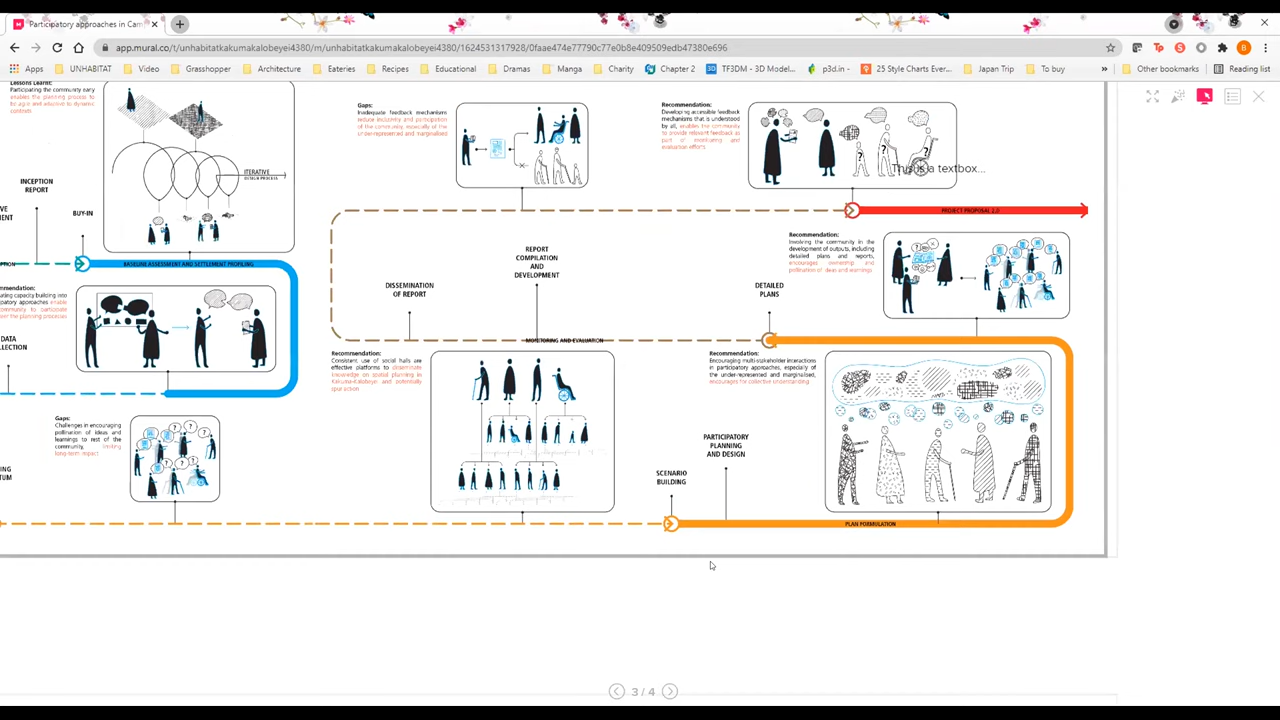 Participatory approaches in Cam
app.mural.co/t/unhabitatkakumakalobeyei4380/m/unhabitatkakumakalobeyei4380/1624531317928/0faae474e77790c77e0b8e409509edb47380e696
B
Apps
UNHABITAT
Video
Grasshopper
Architecture
Eateries
Recipes
Educational
Dramas
Manga
Charity
Chapter 2
TF3DM - 3D Model...
p3d.in -
25 Style Charts Ever...
Japan Trip
To buy
»
Other bookmarks
Reading list
Lessons Learnt:
Participating the community early
enables the planning process to
be agile and adaptive to dynamic
contexts
ITERATIVE
DESIGN PROCESS
INCEPTION
REPORT
BUY-IN
BASELINE ASSESSMENT AND SETTLEMENT PROFILING
Gaps:
Inadequate feedback mechanisms
reduce inclusivity and participation
of the community, especially of the
under-represented and marginalised
Recommendation:
Developing accessible feedback
mechanisms that is understood
by all, enables the community
to provide relevant feedback as
part of monitoring and
evaluation efforts
This is a textbox...
PROJECT PROPOSAL 2.0
Recommendation:
Involving the community in the
development of outputs, including
detailed plans and reports,
encourages ownership and
pollination of ideas and learnings
REPORT
COMPILATION
AND
DEVELOPMENT
DISSEMINATION
OF REPORT
DETAILED
PLANS
MONITORING AND EVALUATION
Recommendation:
Consistent use of social halls are
effective platforms to disseminate
knowledge on spatial planning in
Kakuma-Kalobeyei and potentially
spur action
Recommendation:
Encouraging multi-stakeholder interactions
in participatory approaches, especially of
the under-represented and marginalised,
encourages for collective understanding
Gaps:
Challenges in encouraging
pollination of ideas and
learnings to rest of the
community, limiting
long-term impact
PARTICIPATORY
PLANNING
AND DESIGN
SCENARIO
BUILDING
PLAN FORMULATION
3 / 4